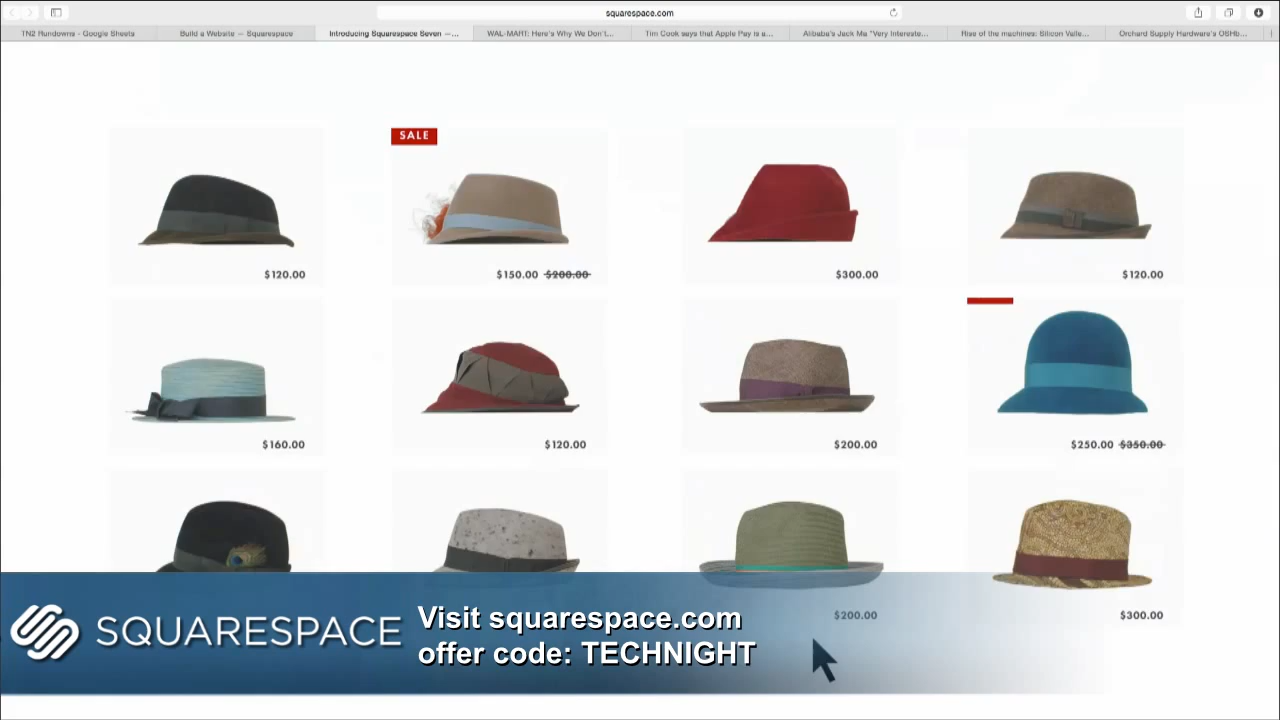 squarespace.com
TN2 Rundowns - Google Sheets
Build a Website — Squarespace
Introducing Squarespace Seven —...
WAL-MART: Here's Why We Don't...
Tim Cook says that Apple Pay is a...
Alibaba's Jack Ma "Very Intereste...
Rise of the machines: Silicon Valle...
Orchard Supply Hardware's OSHb...
SALE
$120.00
$150.00 $200.00
$300.00
$120.00
$160.00
$120.00
$200.00
$250.00 $350.00
$200.00
$300.00
SQUARESPACE
Visit squarespace.com
offer code: TECHNIGHT